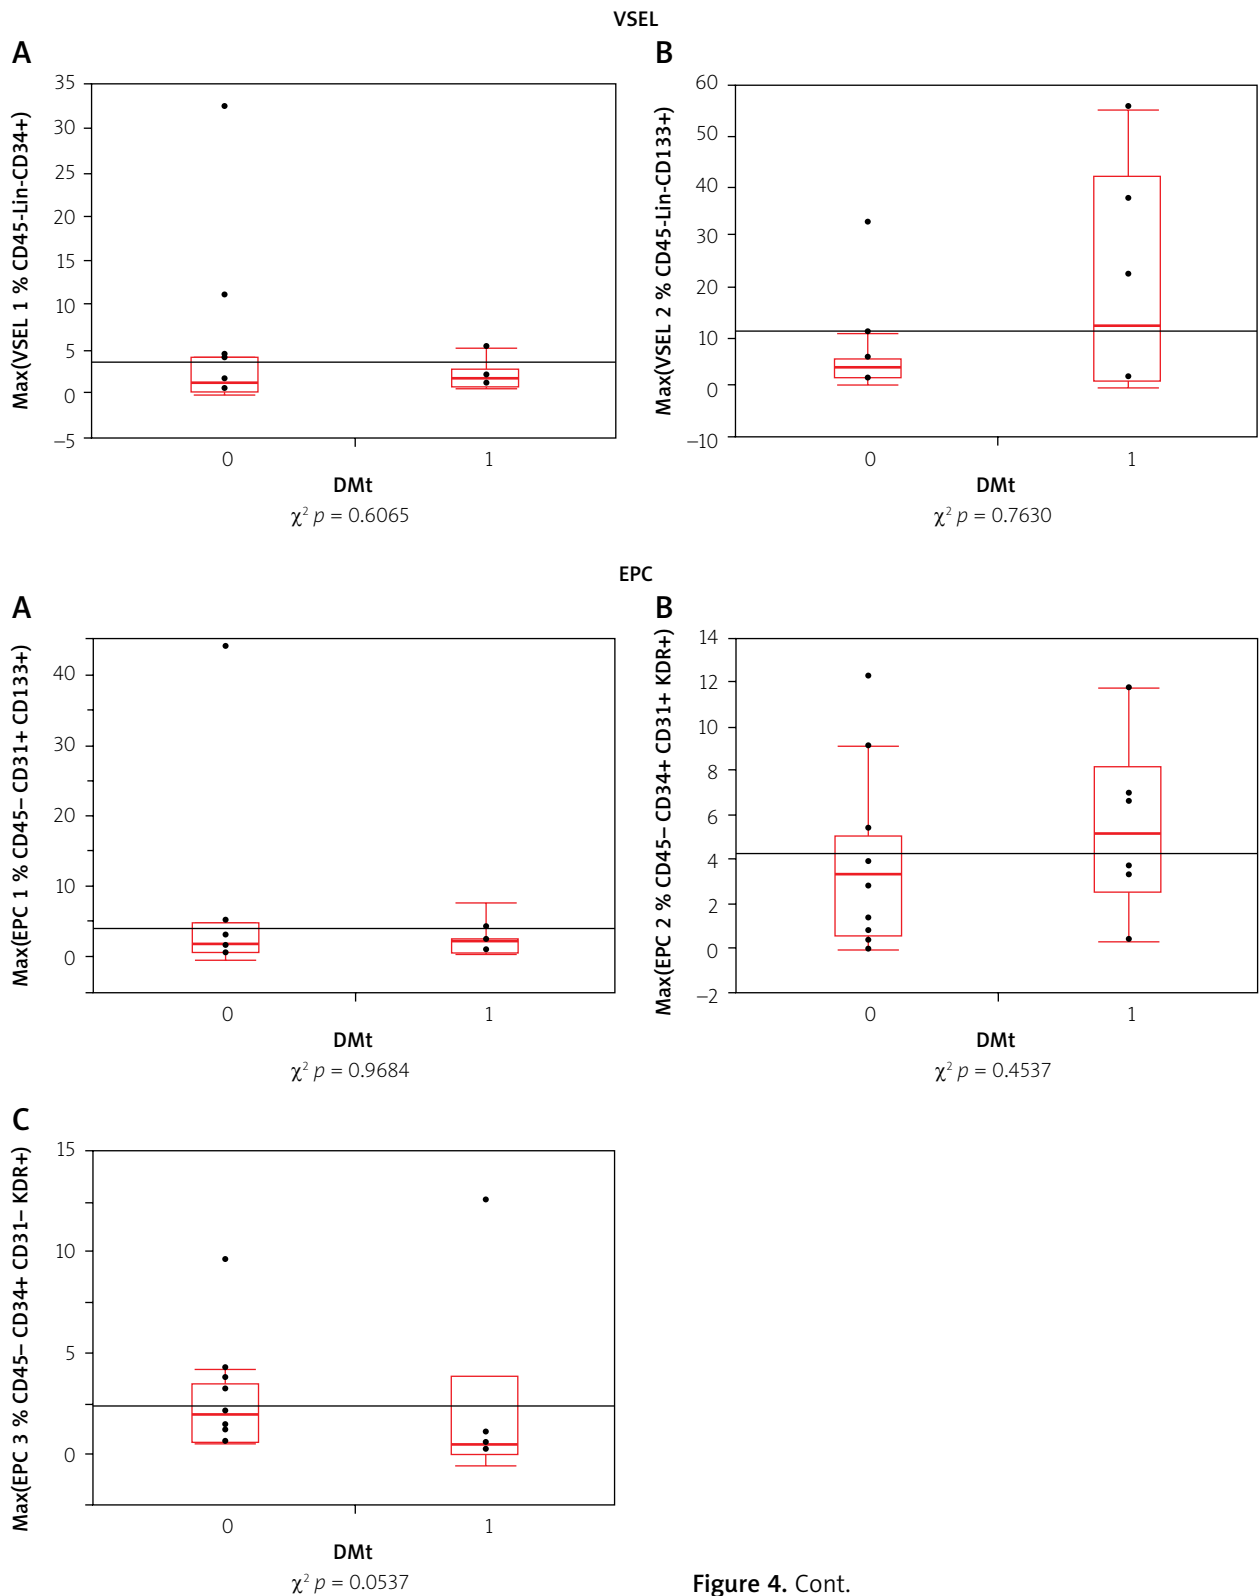 VSEL
A
B
Max(VSEL 1 % CD45-Lin-CD34+)
35
30
25
20
15
10
5
0
−5
0 1
DMt
χ² p = 0.6065
Max(VSEL 2 % CD45-Lin-CD133+)
60
50
40
30
20
10
0
−10
0 1
DMt
χ² p = 0.7630
EPC
A
B
Max(EPC 1 % CD45− CD31+ CD133+)
40
30
20
10
0
0 1
DMt
χ² p = 0.9684
Max(EPC 2 % CD45− CD34+ CD31+ KDR+)
14
12
10
8
6
4
2
0
−2
0 1
DMt
χ² p = 0.4537
C
Max(EPC 3 % CD45− CD34+ CD31− KDR+)
15
10
5
0
0 1
DMt
χ² p = 0.0537
Figure 4. Cont.